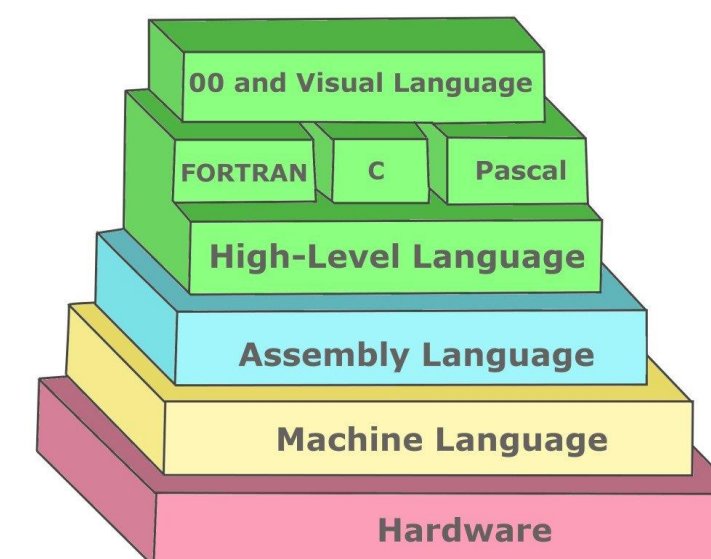 00 and Visual Language
FORTRAN C Pascal
High-Level Language
Assembly Language
Machine Language
Hardware